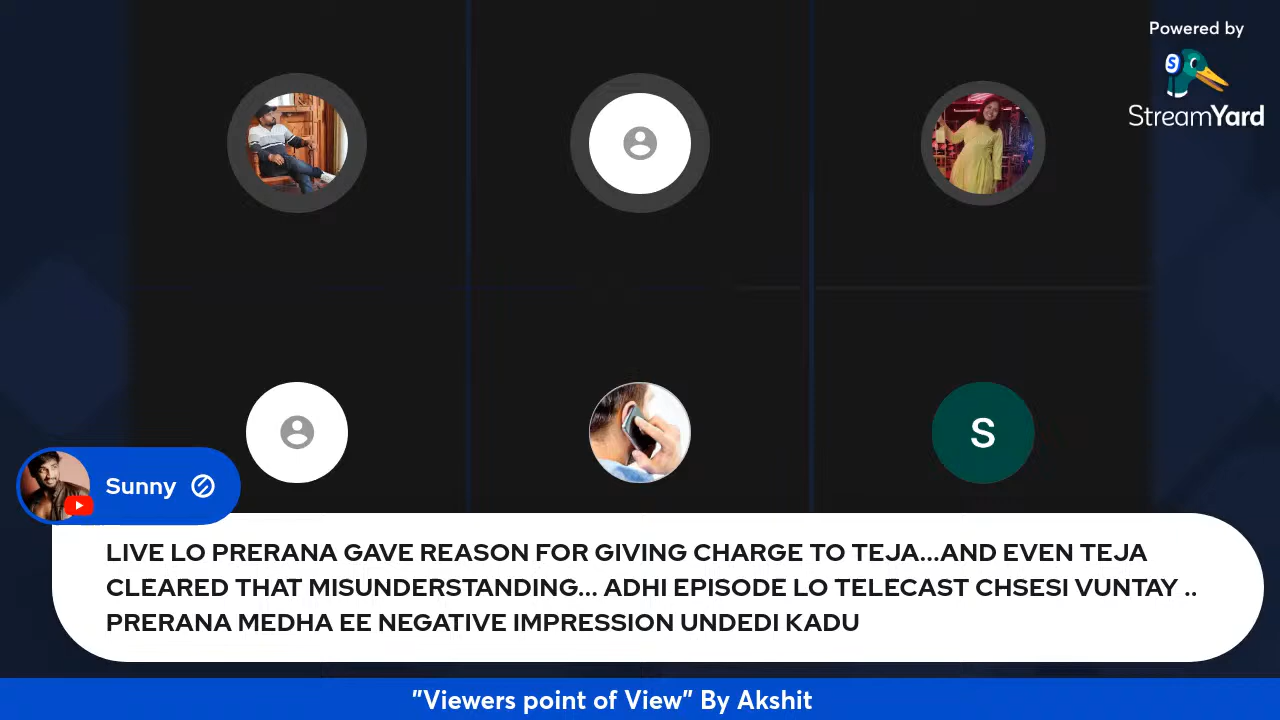 Powered by
StreamYard
S
Sunny
LIVE LO PRERANA GAVE REASON FOR GIVING CHARGE TO TEJA...AND EVEN TEJA
CLEARED THAT MISUNDERSTANDING... ADHI EPISODE LO TELECAST CHSESI VUNTAY ..
PRERANA MEDHA EE NEGATIVE IMPRESSION UNDEDI KADU
"Viewers point of View" By Akshit